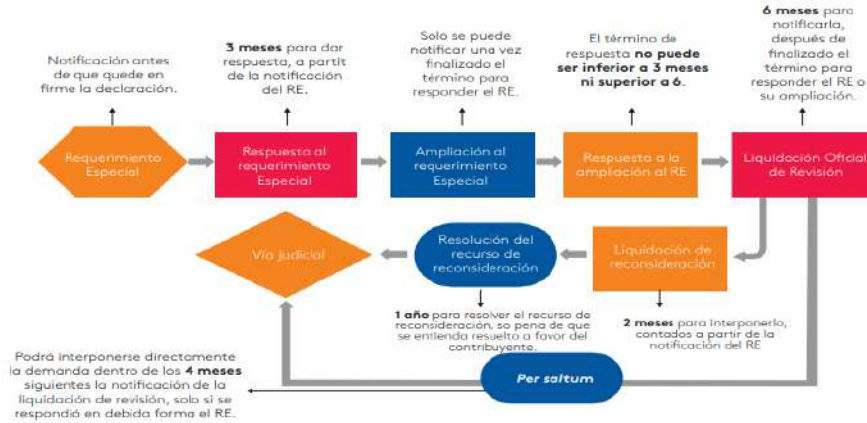 Notificación antes
de que quede en
firme la declaración.
3 meses para dar
respuesta, a partit
de la notificación
del RE.
Solo se puede
notificar una vez
finalizado el
término para
responder el RE.
El término de
respuesta no puede
ser inferior a 3 meses
ni superior a 6.
6 meses para
notificarla,
después de
finalizado el
término para
responder el RE o
su ampliación.
Requerimiento
Especial
Respuesta al
requerimiento
Especial
Ampliación al
requerimiento
Especial
Respuesta a la
ampliación al RE
Liquidación Oficial
de Revisión
Vía judicial
Resolución del
recurso de
reconsideración
Liquidación de
reconsideración
1 año para resolver el recurso de
reconsideración, so pena de que
se entienda resuelto a favor del
contribuyente.
2 meses para interponerlo,
contados a partir de la
notificación del RE
Podrá interponerse directamente
la demanda dentro de los 4 meses
siguientes la notificación de la
liquidación de revisión, solo si se
respondió en debida forma el RE.
Per saltum